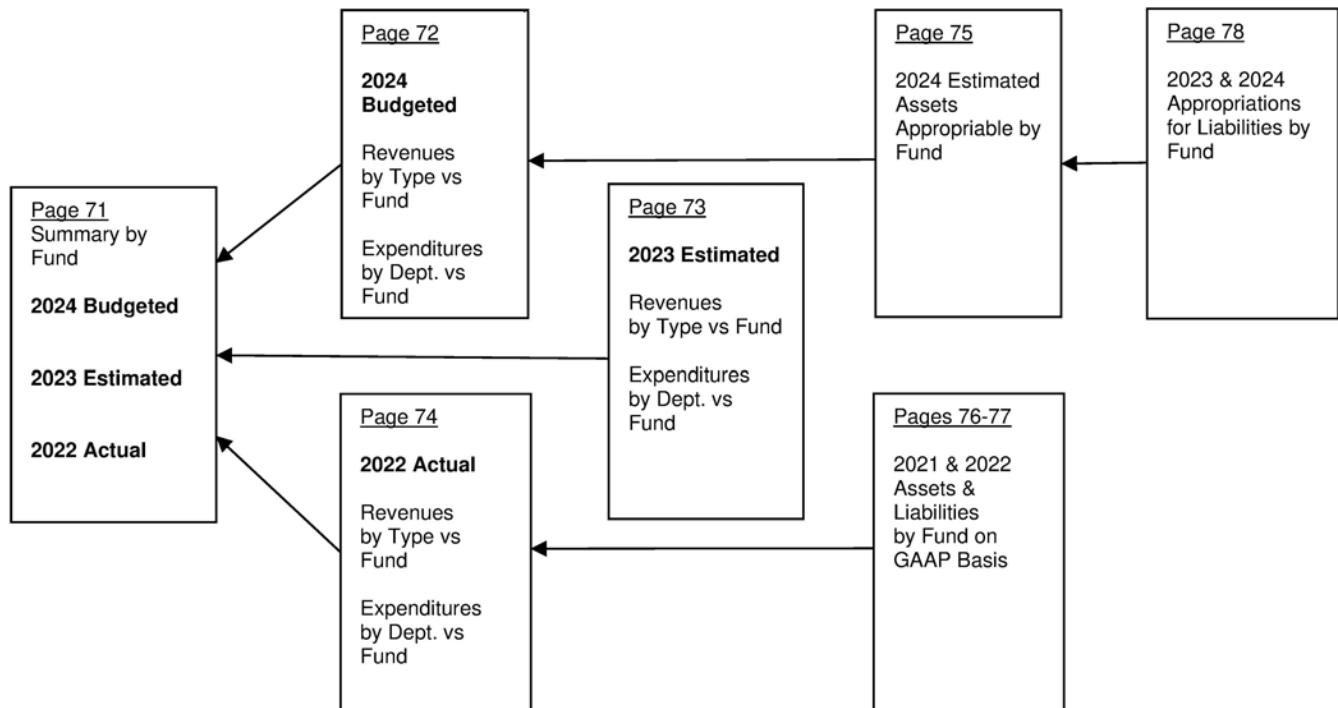 Page 71
Summary by
Fund
2024 Budgeted
2023 Estimated
2022 Actual
Page 72
2024
Budgeted
Revenues
by Type vs
Fund
Expenditures
by Dept. vs
Fund
Page 73
2023 Estimated
Revenues
by Type vs Fund
Expenditures
by Dept. vs
Fund
Page 74
2022 Actual
Revenues
by Type vs
Fund
Expenditures
by Dept. vs
Fund
Page 75
2024 Estimated
Assets
Appropriable by
Fund
Page 78
2023 & 2024
Appropriations
for Liabilities by
Fund
Pages 76-77
2021 & 2022
Assets &
Liabilities
by Fund on
GAAP Basis